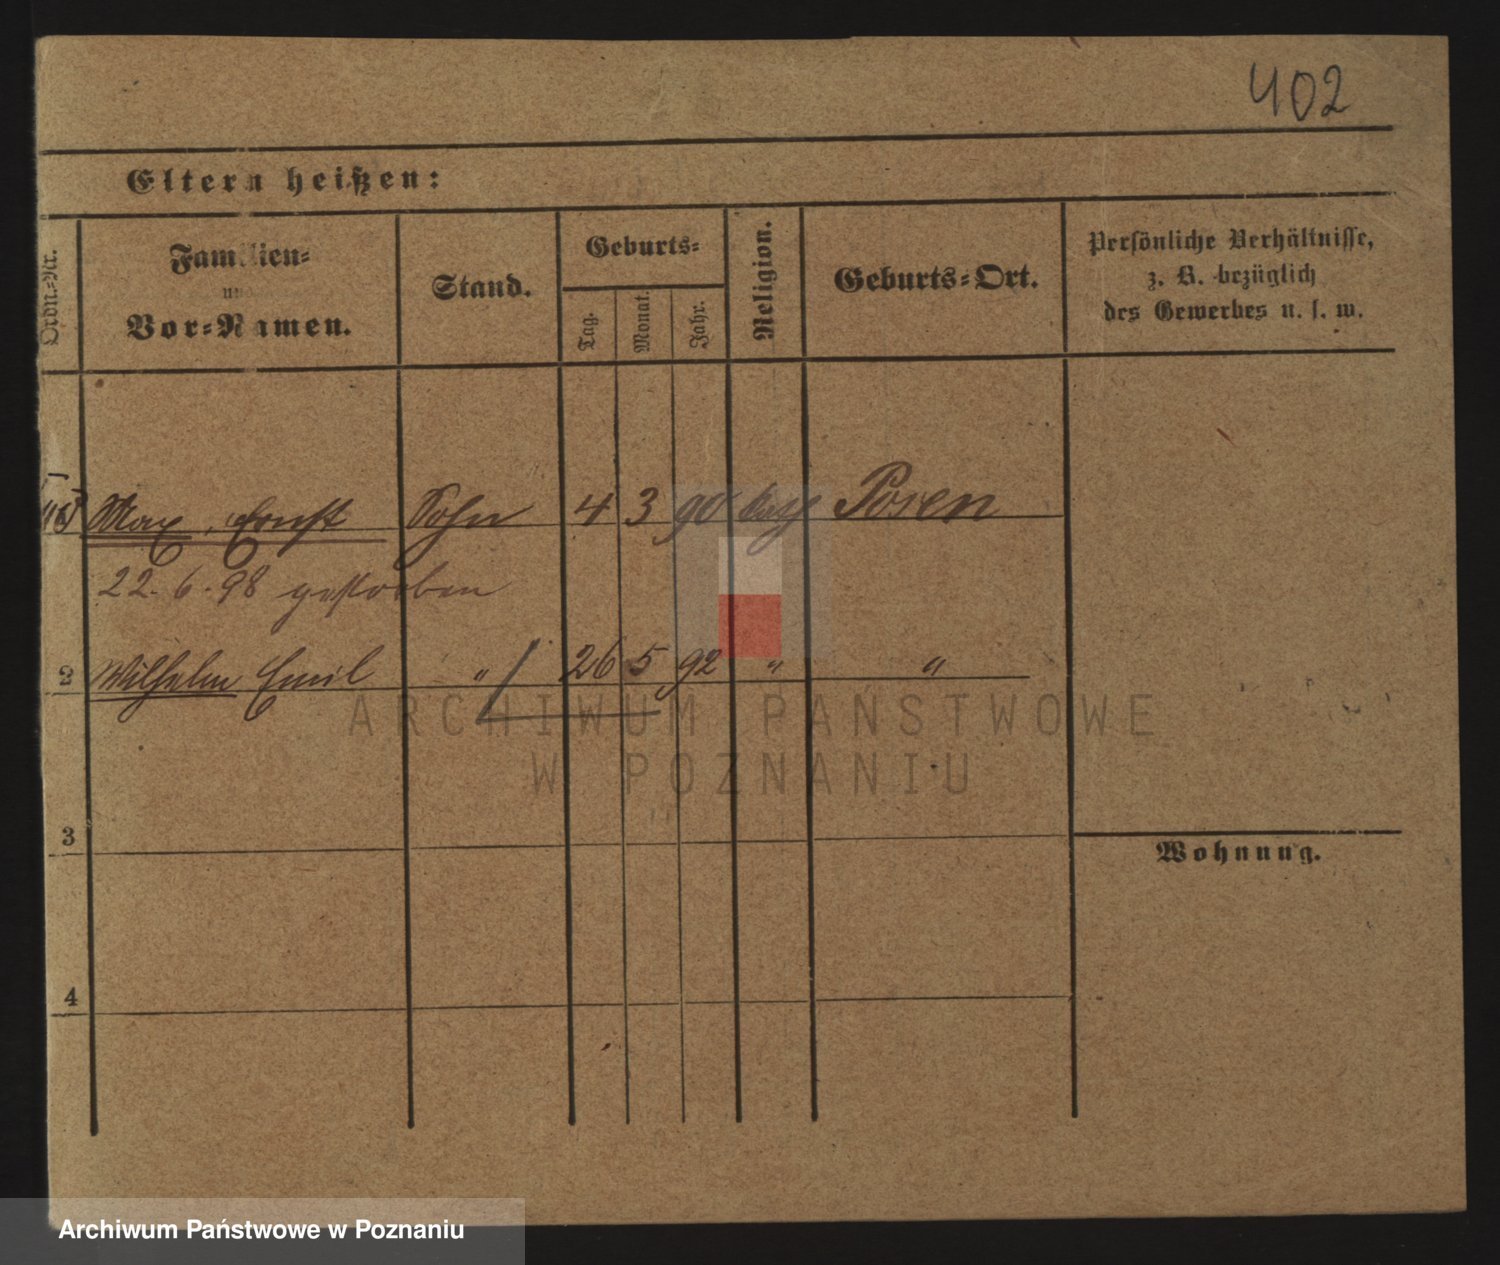 402
Eltern heißen:
Ordn.-Nr.
Familien-
und
Vor-Namen.
Stand.
Geburts-
Tag.
Monat.
Jahr.
Religion.
Geburts-Ort.
Persönliche Verhältnisse,
z. B. bezüglich
des Gewerbes u. s. w.
Max, Ernst Sohn 4 3 90 Posen
22. 6. 98 gestorben
2 Wilhelm Emil " 26 5 92 " "
ARCHIWUM PAŃSTWOWE
W POZNANIU
3
Wohnung.
4
Archiwum Państwowe w Poznaniu